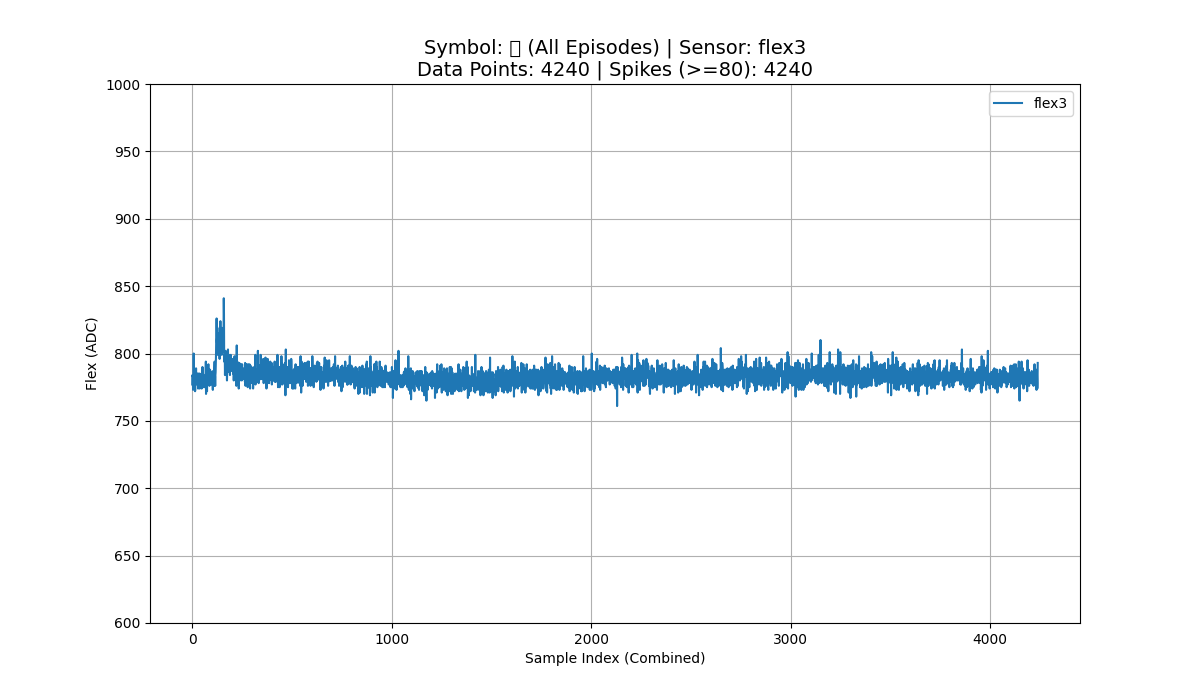 Symbol: (All Episodes) | Sensor: flex3
Data Points: 4240 | Spikes (>=80): 4240
1000
950
900
850
800
750
700
650
600
Flex (ADC)
flex3
0
1000
2000
3000
4000
Sample Index (Combined)